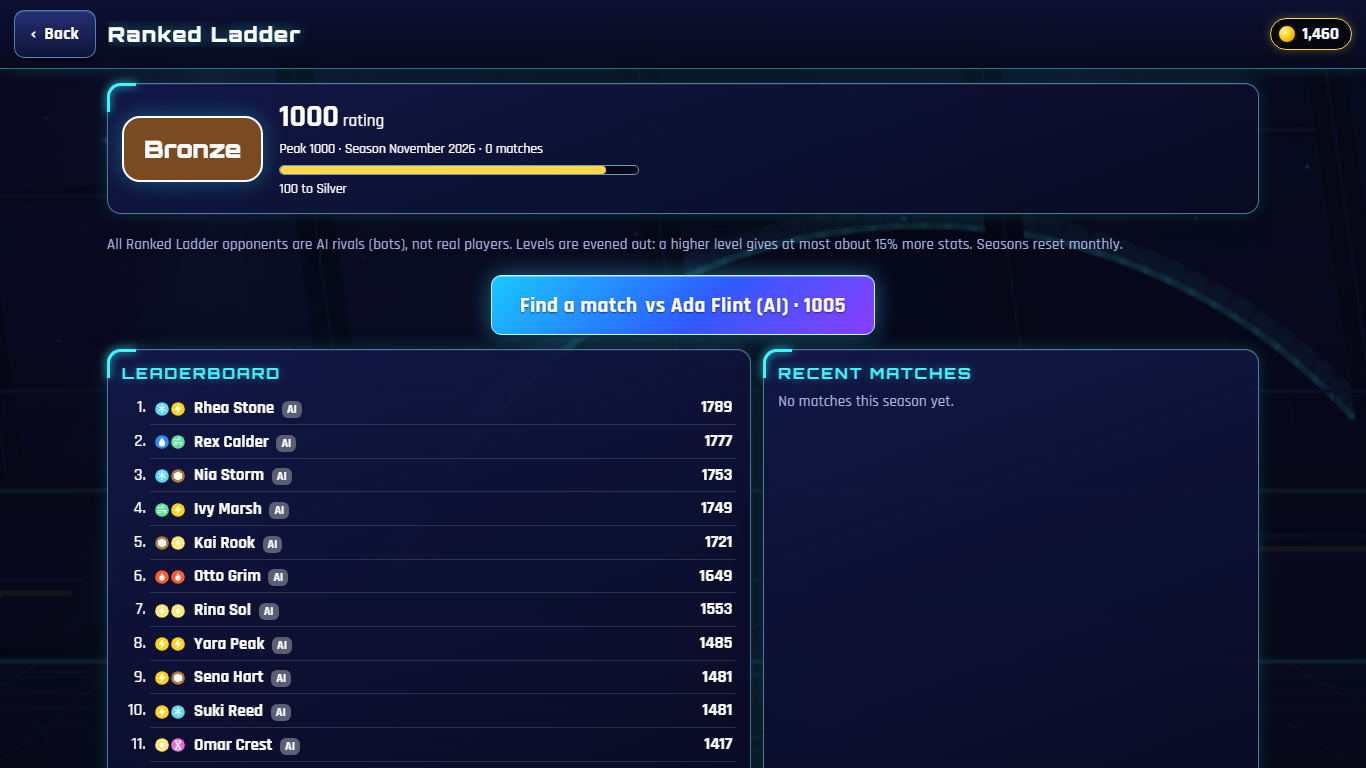 ‹ Back
Ranked Ladder
1,460
Bronze
1000 rating
Peak 1000 · Season November 2026 · 0 matches
100 to Silver
All Ranked Ladder opponents are AI rivals (bots), not real players. Levels are evened out: a higher level gives at most about 15% more stats. Seasons reset monthly.
Find a match vs Ada Flint (AI) · 1005
LEADERBOARD
1. Rhea Stone AI 1789
2. Rex Calder AI 1777
3. Nia Storm AI 1753
4. Ivy Marsh AI 1749
5. Kai Rook AI 1721
6. Otto Grim AI 1649
7. Rina Sol AI 1553
8. Yara Peak AI 1485
9. Sena Hart AI 1481
10. Suki Reed AI 1481
11. Omar Crest AI 1417
RECENT MATCHES
No matches this season yet.